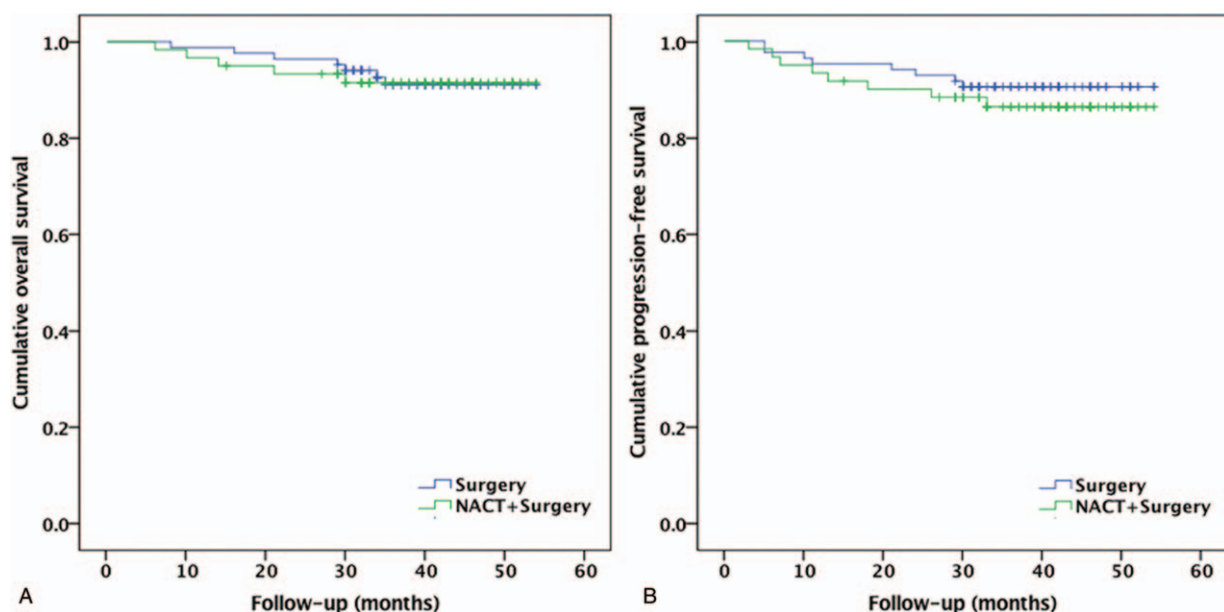 Cumulative overall survival
1.0
0.8
0.6
0.4
0.2
0.0
Surgery
NACT+Surgery
0 10 20 30 40 50 60
Follow-up (months)
A
Cumulative progression-free survival
1.0
0.8
0.6
0.4
0.2
0.0
Surgery
NACT+Surgery
0 10 20 30 40 50 60
Follow-up (months)
B